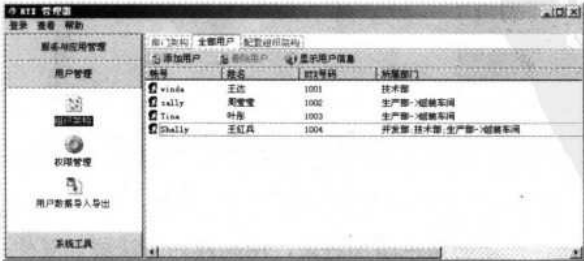 RTX 管理器
登录 查看 帮助
服务与应用管理
用户管理
组织架构
权限管理
用户数据导入导出
系统工具
部门架构 全部用户 配置组织架构
添加用户 删除用户 显示用户信息
帐号 姓名 RTX号码 所属部门
winda 王达 1001 技术部
sally 周莹莹 1002 生产部->组装车间
Tina 叶彤 1003 生产部->组装车间
Shelly 王红兵 1004 开发部;技术部;生产部->组装车间